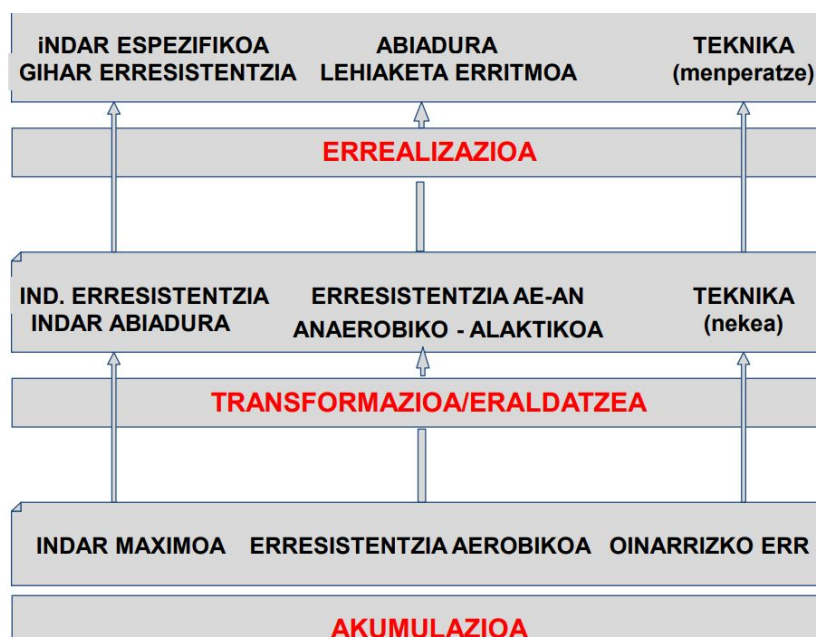 iNDAR ESPEZIFIKOA
GIHAR ERRESISTENTZIA
ABIADURA
LEHIAKETA ERRITMOA
TEKNIKA
(menperatze)
ERREALIZAZIOA
IND. ERRESISTENTZIA
INDAR ABIADURA
ERRESISTENTZIA AE-AN
ANAEROBIKO - ALAKTIKOA
TEKNIKA
(nekea)
TRANSFORMAZIOA/ERALDATZEA
INDAR MAXIMOA
ERRESISTENTZIA AEROBIKOA
OINARRIZKO ERR
AKUMULAZIOA